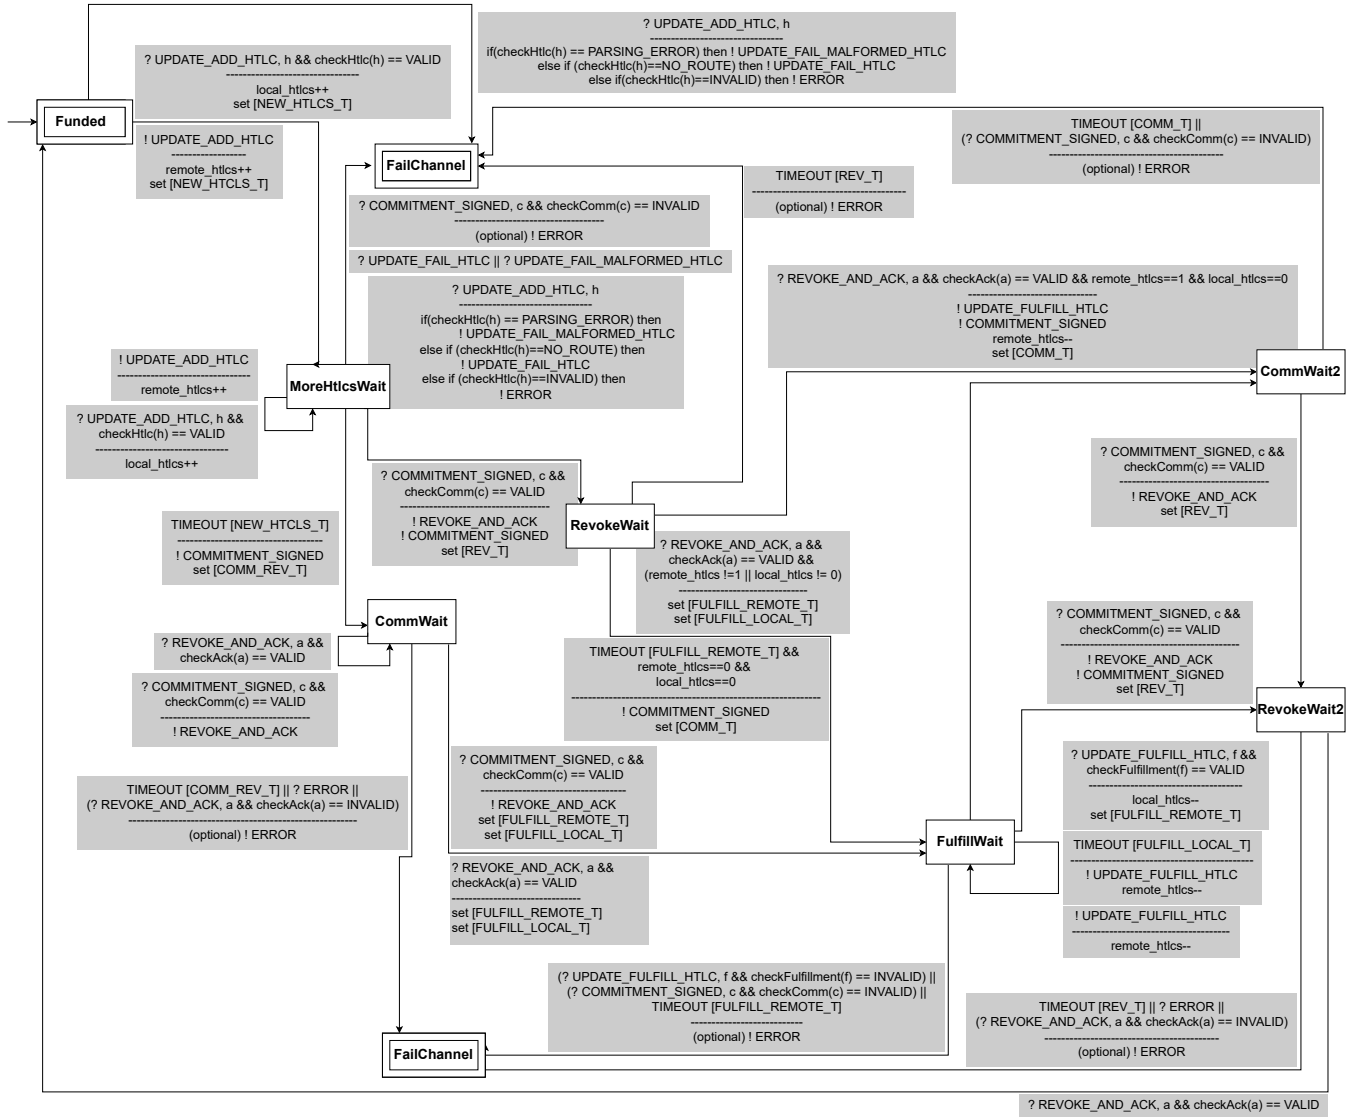 ? UPDATE_ADD_HTLC, h
--------------------------------
if(checkHtlc(h) == PARSING_ERROR) then ! UPDATE_FAIL_MALFORMED_HTLC
else if (checkHtlc(h)==NO_ROUTE) then ! UPDATE_FAIL_HTLC
else if(checkHtlc(h)==INVALID) then ! ERROR
? UPDATE_ADD_HTLC, h && checkHtlc(h) == VALID
--------------------------------
local_htlcs++
set [NEW_HTLCS_T]
Funded
! UPDATE_ADD_HTLC
------------------
remote_htlcs++
set [NEW_HTCLS_T]
FailChannel
TIMEOUT [COMM_T] ||
(? COMMITMENT_SIGNED, c && checkComm(c) == INVALID)
------------------------------------------
(optional) ! ERROR
TIMEOUT [REV_T]
-------------------------------------
(optional) ! ERROR
? COMMITMENT_SIGNED, c && checkComm(c) == INVALID
------------------------------------
(optional) ! ERROR
? UPDATE_FAIL_HTLC || ? UPDATE_FAIL_MALFORMED_HTLC
? UPDATE_ADD_HTLC, h
--------------------------------
if(checkHtlc(h) == PARSING_ERROR) then
! UPDATE_FAIL_MALFORMED_HTLC
else if (checkHtlc(h)==NO_ROUTE) then
! UPDATE_FAIL_HTLC
else if (checkHtlc(h)==INVALID) then
! ERROR
? REVOKE_AND_ACK, a && checkAck(a) == VALID && remote_htlcs==1 && local_htlcs==0
-------------------------------
! UPDATE_FULFILL_HTLC
! COMMITMENT_SIGNED
remote_htlcs--
set [COMM_T]
! UPDATE_ADD_HTLC
--------------------------------
remote_htlcs++
MoreHtlcsWait
CommWait2
? UPDATE_ADD_HTLC, h &&
checkHtlc(h) == VALID
--------------------------------
local_htlcs++
? COMMITMENT_SIGNED, c &&
checkComm(c) == VALID
------------------------------------
! REVOKE_AND_ACK
! COMMITMENT_SIGNED
set [REV_T]
? COMMITMENT_SIGNED, c &&
checkComm(c) == VALID
------------------------------------
! REVOKE_AND_ACK
set [REV_T]
RevokeWait
TIMEOUT [NEW_HTCLS_T]
-----------------------------------
! COMMITMENT_SIGNED
set [COMM_REV_T]
? REVOKE_AND_ACK, a &&
checkAck(a) == VALID &&
(remote_htlcs !=1 || local_htlcs != 0)
-------------------------------
set [FULFILL_REMOTE_T]
set [FULFILL_LOCAL_T]
CommWait
? REVOKE_AND_ACK, a &&
checkAck(a) == VALID
TIMEOUT [FULFILL_REMOTE_T] &&
remote_htlcs==0 &&
local_htlcs==0
------------------------------------------------------------
! COMMITMENT_SIGNED
set [COMM_T]
? COMMITMENT_SIGNED, c &&
checkComm(c) == VALID
-------------------------------------------
! REVOKE_AND_ACK
! COMMITMENT_SIGNED
set [REV_T]
? COMMITMENT_SIGNED, c &&
checkComm(c) == VALID
------------------------------------
! REVOKE_AND_ACK
RevokeWait2
? COMMITMENT_SIGNED, c &&
checkComm(c) == VALID
-----------------------------------
! REVOKE_AND_ACK
set [FULFILL_REMOTE_T]
set [FULFILL_LOCAL_T]
? UPDATE_FULFILL_HTLC, f &&
checkFulfillment(f) == VALID
-------------------------------------
local_htlcs--
set [FULFILL_REMOTE_T]
TIMEOUT [COMM_REV_T] || ? ERROR ||
(? REVOKE_AND_ACK, a && checkAck(a) == INVALID)
-------------------------------------------------------
(optional) ! ERROR
FulfillWait
TIMEOUT [FULFILL_LOCAL_T]
--------------------------------------------
! UPDATE_FULFILL_HTLC
remote_htlcs--
? REVOKE_AND_ACK, a &&
checkAck(a) == VALID
-------------------------------
set [FULFILL_REMOTE_T]
set [FULFILL_LOCAL_T]
! UPDATE_FULFILL_HTLC
--------------------------------------
remote_htlcs--
(? UPDATE_FULFILL_HTLC, f && checkFulfillment(f) == INVALID) ||
(? COMMITMENT_SIGNED, c && checkComm(c) == INVALID) ||
TIMEOUT [FULFILL_REMOTE_T]
---------------------------
(optional) ! ERROR
TIMEOUT [REV_T] || ? ERROR ||
(? REVOKE_AND_ACK, a && checkAck(a) == INVALID)
------------------------------------------
(optional) ! ERROR
FailChannel
? REVOKE_AND_ACK, a && checkAck(a) == VALID